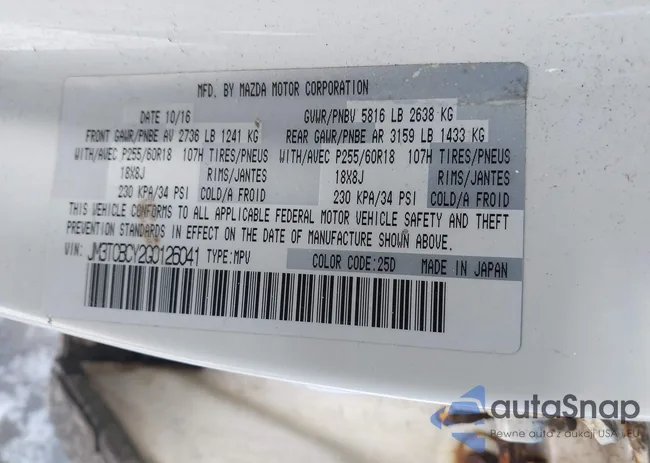 MFD. BY MAZDA MOTOR CORPORATION
DATE 10/16 GVWR/PNBV 5816 LB 2638 KG
FRONT GAWR/PNBE AV 2736 LB 1241 KG REAR GAWR/PNBE AR 3159 LB 1433 KG
WITH/AVEC P255/60R18 107H TIRES/PNEUS WITH/AVEC P255/60R18 107H TIRES/PNEUS
18X8J RIMS/JANTES 18X8J RIMS/JANTES
230 KPA/34 PSI COLD/A FROID 230 KPA/34 PSI COLD/A FROID
THIS VEHICLE CONFORMS TO ALL APPLICABLE FEDERAL MOTOR VEHICLE SAFETY AND THEFT
PREVENTION STANDARDS IN EFFECT ON THE DATE OF MANUFACTURE SHOWN ABOVE.
VIN: JM3TCBCY2G0126041 TYPE:MPV COLOR CODE:25D MADE IN JAPAN
autoSnap
Pewne auta z aukcji USA i EU